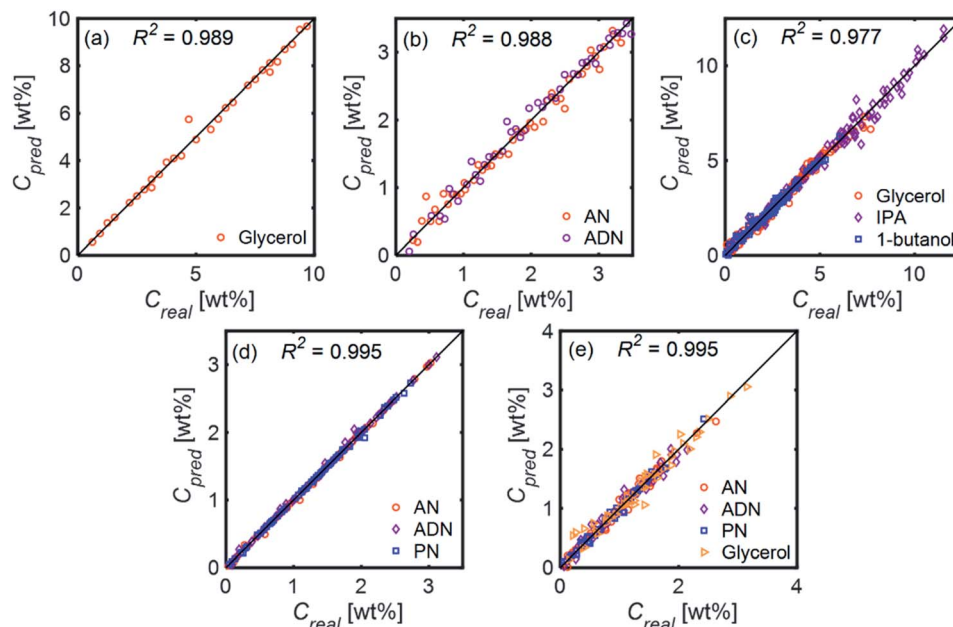 (a) R² = 0.989
10
8
6
4
2
0
0 5 10
C_pred [wt%]
C_real [wt%]
Glycerol
(b) R² = 0.988
3
2
1
0
0 1 2 3
C_pred [wt%]
C_real [wt%]
AN
ADN
(c) R² = 0.977
10
5
0
0 5 10
C_pred [wt%]
C_real [wt%]
Glycerol
IPA
1-butanol
(d) R² = 0.995
3
2
1
0
0 1 2 3
C_pred [wt%]
C_real [wt%]
AN
ADN
PN
(e) R² = 0.995
4
3
2
1
0
0 2 4
C_pred [wt%]
C_real [wt%]
AN
ADN
PN
Glycerol